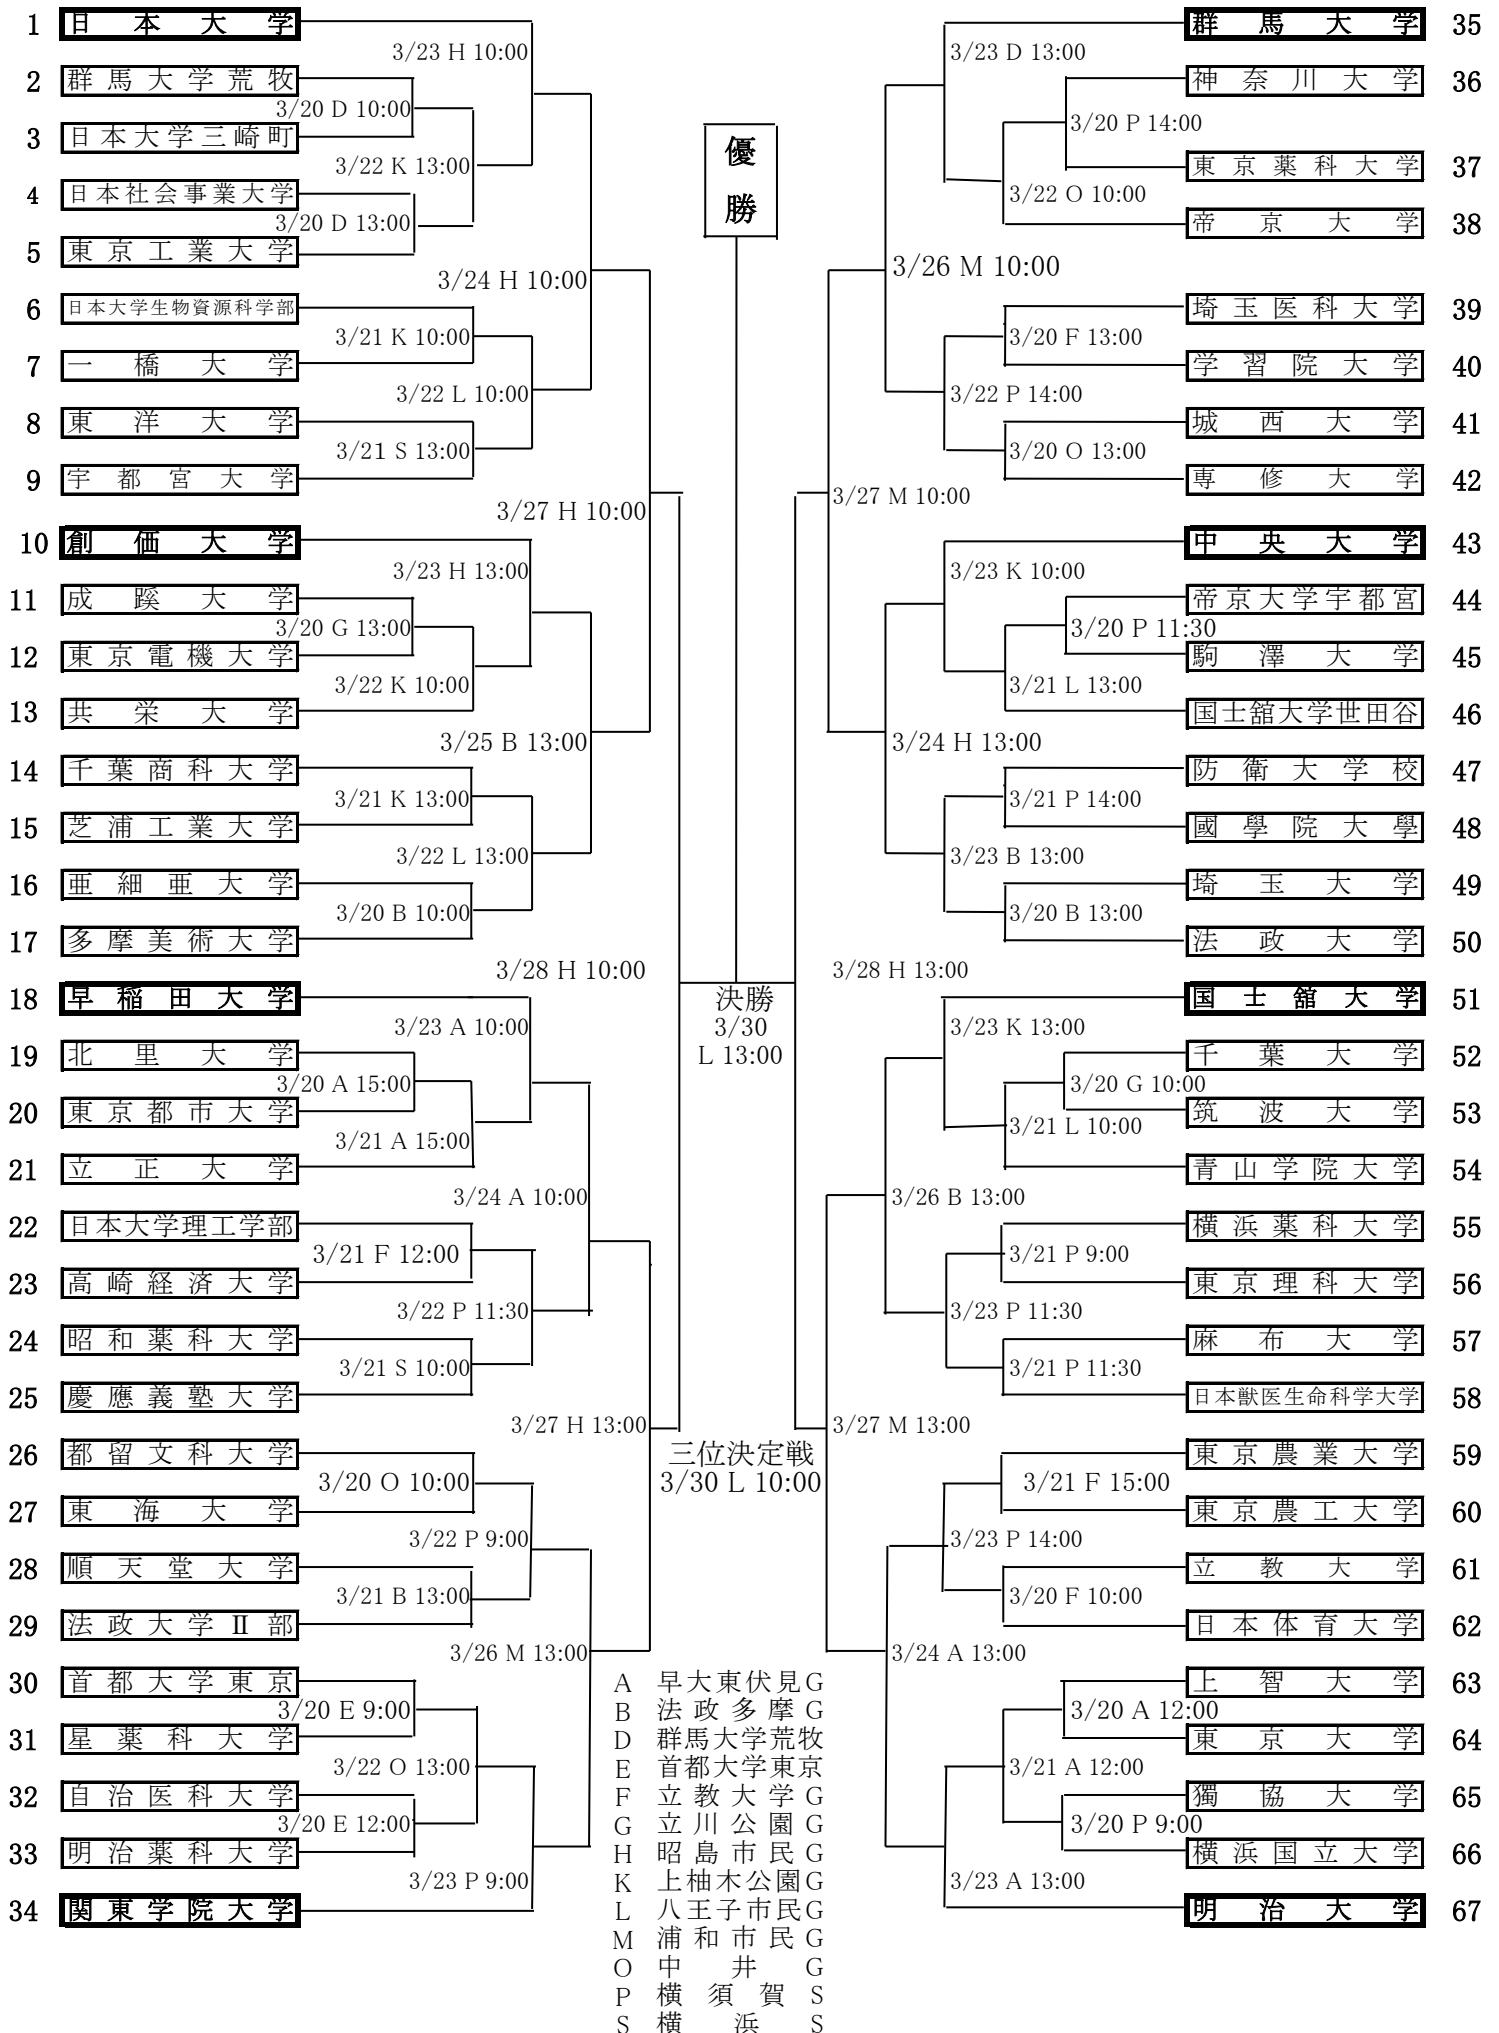 1 日本大学
3/23 H 10:00
2 群馬大学荒牧
3/20 D 10:00
3 日本大学三崎町
3/22 K 13:00
4 日本社会事業大学
3/20 D 13:00
5 東京工業大学
3/24 H 10:00
6 日本大学生物資源科学部
3/21 K 10:00
7 一橋大学
3/22 L 10:00
8 東洋大学
3/21 S 13:00
9 宇都宮大学
3/27 H 10:00
10 創価大学
3/23 H 13:00
11 成蹊大学
3/20 G 13:00
12 東京電機大学
3/22 K 10:00
13 共栄大学
3/25 B 13:00
14 千葉商科大学
3/21 K 13:00
15 芝浦工業大学
3/22 L 13:00
16 亜細亜大学
3/20 B 10:00
17 多摩美術大学
3/28 H 10:00
18 早稲田大学
3/23 A 10:00
19 北里大学
3/20 A 15:00
20 東京都市大学
3/21 A 15:00
21 立正大学
3/24 A 10:00
22 日本大学理工学部
3/21 F 12:00
23 高崎経済大学
3/22 P 11:30
24 昭和薬科大学
3/21 S 10:00
25 慶應義塾大学
3/27 H 13:00
26 都留文科大学
3/20 O 10:00
27 東海大学
3/22 P 9:00
28 順天堂大学
3/21 B 13:00
29 法政大学Ⅱ部
3/26 M 13:00
30 首都大学東京
3/20 E 9:00
31 星薬科大学
3/22 O 13:00
32 自治医科大学
3/20 E 12:00
33 明治薬科大学
3/23 P 9:00
34 関東学院大学
優
勝
決勝
3/30
L 13:00
三位決定戦
3/30 L 10:00
A 早大東伏見G
B 法政多摩G
D 群馬大学荒牧
E 首都大学東京
F 立教大学G
G 立川公園G
H 昭島市民G
K 上柚木公園G
L 八王子市民G
M 浦和市民G
O 中井G
P 横須賀S
S 横浜S
群馬大学 35
3/23 D 13:00
神奈川大学 36
3/20 P 14:00
東京薬科大学 37
3/22 O 10:00
帝京大学 38
3/26 M 10:00
埼玉医科大学 39
3/20 F 13:00
学習院大学 40
3/22 P 14:00
城西大学 41
3/20 O 13:00
専修大学 42
3/27 M 10:00
中央大学 43
3/23 K 10:00
帝京大学宇都宮 44
3/20 P 11:30
駒澤大学 45
3/21 L 13:00
国士舘大学世田谷 46
3/24 H 13:00
防衛大学校 47
3/21 P 14:00
國學院大學 48
3/23 B 13:00
埼玉大学 49
3/20 B 13:00
法政大学 50
3/28 H 13:00
国士舘大学 51
3/23 K 13:00
千葉大学 52
3/20 G 10:00
筑波大学 53
3/21 L 10:00
青山学院大学 54
3/26 B 13:00
横浜薬科大学 55
3/21 P 9:00
東京理科大学 56
3/23 P 11:30
麻布大学 57
3/21 P 11:30
日本獣医生命科学大学 58
3/27 M 13:00
東京農業大学 59
3/21 F 15:00
東京農工大学 60
3/23 P 14:00
立教大学 61
3/20 F 10:00
日本体育大学 62
3/24 A 13:00
上智大学 63
3/20 A 12:00
東京大学 64
3/21 A 12:00
獨協大学 65
3/20 P 9:00
横浜国立大学 66
3/23 A 13:00
明治大学 67